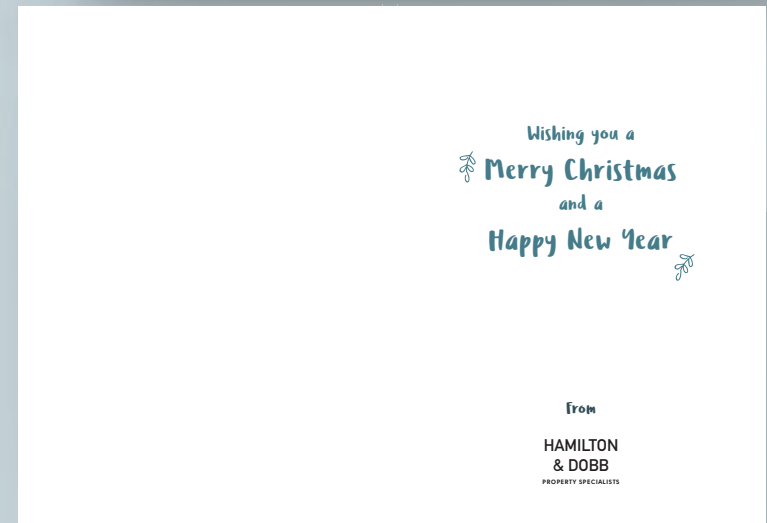 Wishing you a
Merry Christmas
and a
Happy New Year
From
HAMILTON
& DOBB
PROPERTY SPECIALISTS